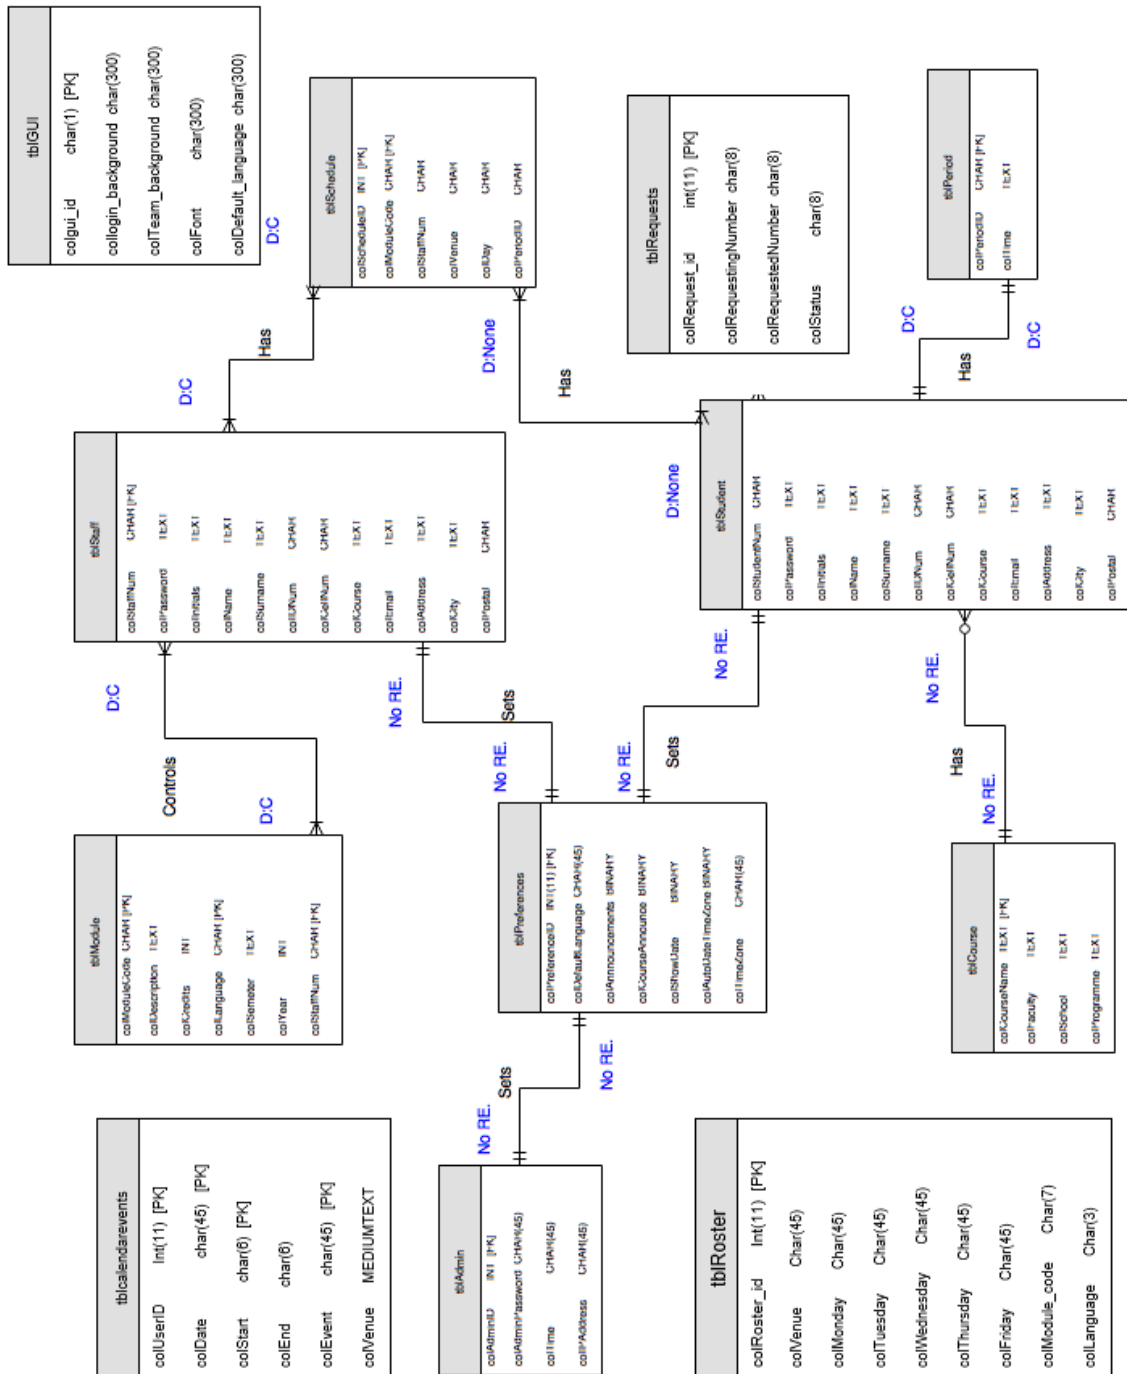 tblGUI
colgui_id char(1) [PK]
collogin_background char(300)
colTeam_background char(300)
colFont char(300)
colDefault_language char(300)
D:C
tblSchedule
colScheduleID INT [PK]
colModuleCode CHAR [PK]
colStaffNum CHAR
colVenue CHAR
colDay CHAR
colPeriodID CHAR
tblRequests
colRequest_id int(11) [PK]
colRequestingNumber char(8)
colRequestedNumber char(8)
colStatus char(8)
tblPeriod
colPeriodID CHAR [PK]
colTime TEXT
Has
D:C
D:None
Has
D:None
D:C
Has
D:C
tblStaff
colStaffNum CHAR [PK]
colPassword TEXT
colInitials TEXT
colName TEXT
colSurname TEXT
colIDNum CHAR
colCellNum CHAR
colCourse TEXT
colEmail TEXT
colAddress TEXT
colCity TEXT
colPostal CHAR
tblStudent
colStudentNum CHAR
colPassword TEXT
colInitials TEXT
colName TEXT
colSurname TEXT
colIDNum CHAR
colCellNum CHAR
colCourse TEXT
colEmail TEXT
colAddress TEXT
colCity TEXT
colPostal CHAR
D:C
Controls
D:C
No RE.
Sets
No RE.
No RE.
Sets
No RE.
No RE.
Has
No RE.
tblModule
colModuleCode CHAR [PK]
colDescription TEXT
colCredits INT
colLanguage CHAR [PK]
colSemeter TEXT
colYear INT
colStaffNum CHAR [PK]
tblPreferences
colPreferenceID INT(11) [PK]
colDefaultLanguage CHAR(45)
colAnnnouncements BINARY
colCourseAnnounce BINARY
colShowDate BINARY
colAutoDateTimeZone BINARY
colTimeZone CHAR(45)
tblCourse
colCourseName TEXT [PK]
colFaculty TEXT
colSchool TEXT
colProgramme TEXT
No RE.
Sets
No RE.
tblcalendarevents
colUserID Int(11) [PK]
colDate char(45) [PK]
colStart char(6) [PK]
colEnd char(6)
colEvent char(45) [PK]
colVenue MEDIUMTEXT
tblAdmin
colAdminID INT [PK]
colAdminPassword CHAR(45)
colTime CHAR(45)
colIPAddress CHAR(45)
tblRoster
colRoster_id Int(11) [PK]
colVenue Char(45)
colMonday Char(45)
colTuesday Char(45)
colWednesday Char(45)
colThursday Char(45)
colFriday Char(45)
colModule_code Char(7)
colLanguage Char(3)